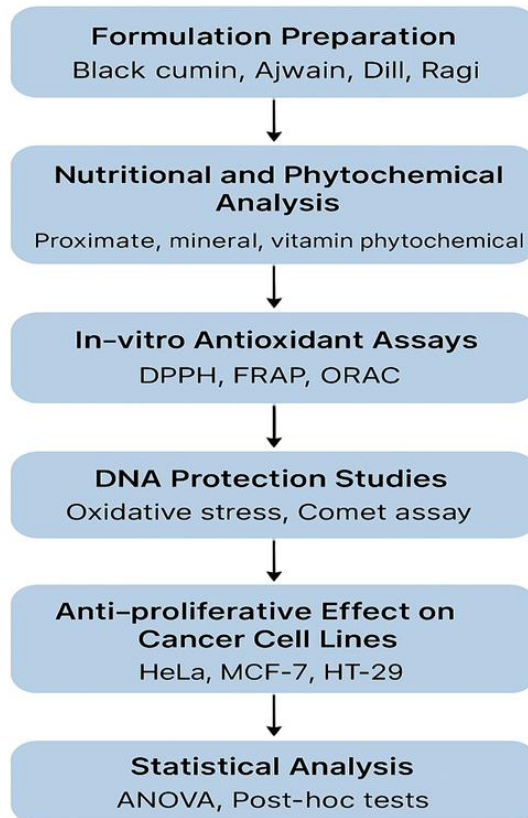 Formulation Preparation
Black cumin, Ajwain, Dill, Ragi
Nutritional and Phytochemical
Analysis
Proximate, mineral, vitamin phytochemical
In-vitro Antioxidant Assays
DPPH, FRAP, ORAC
DNA Protection Studies
Oxidative stress, Comet assay
Anti-proliferative Effect on
Cancer Cell Lines
HeLa, MCF-7, HT-29
Statistical Analysis
ANOVA, Post-hoc tests